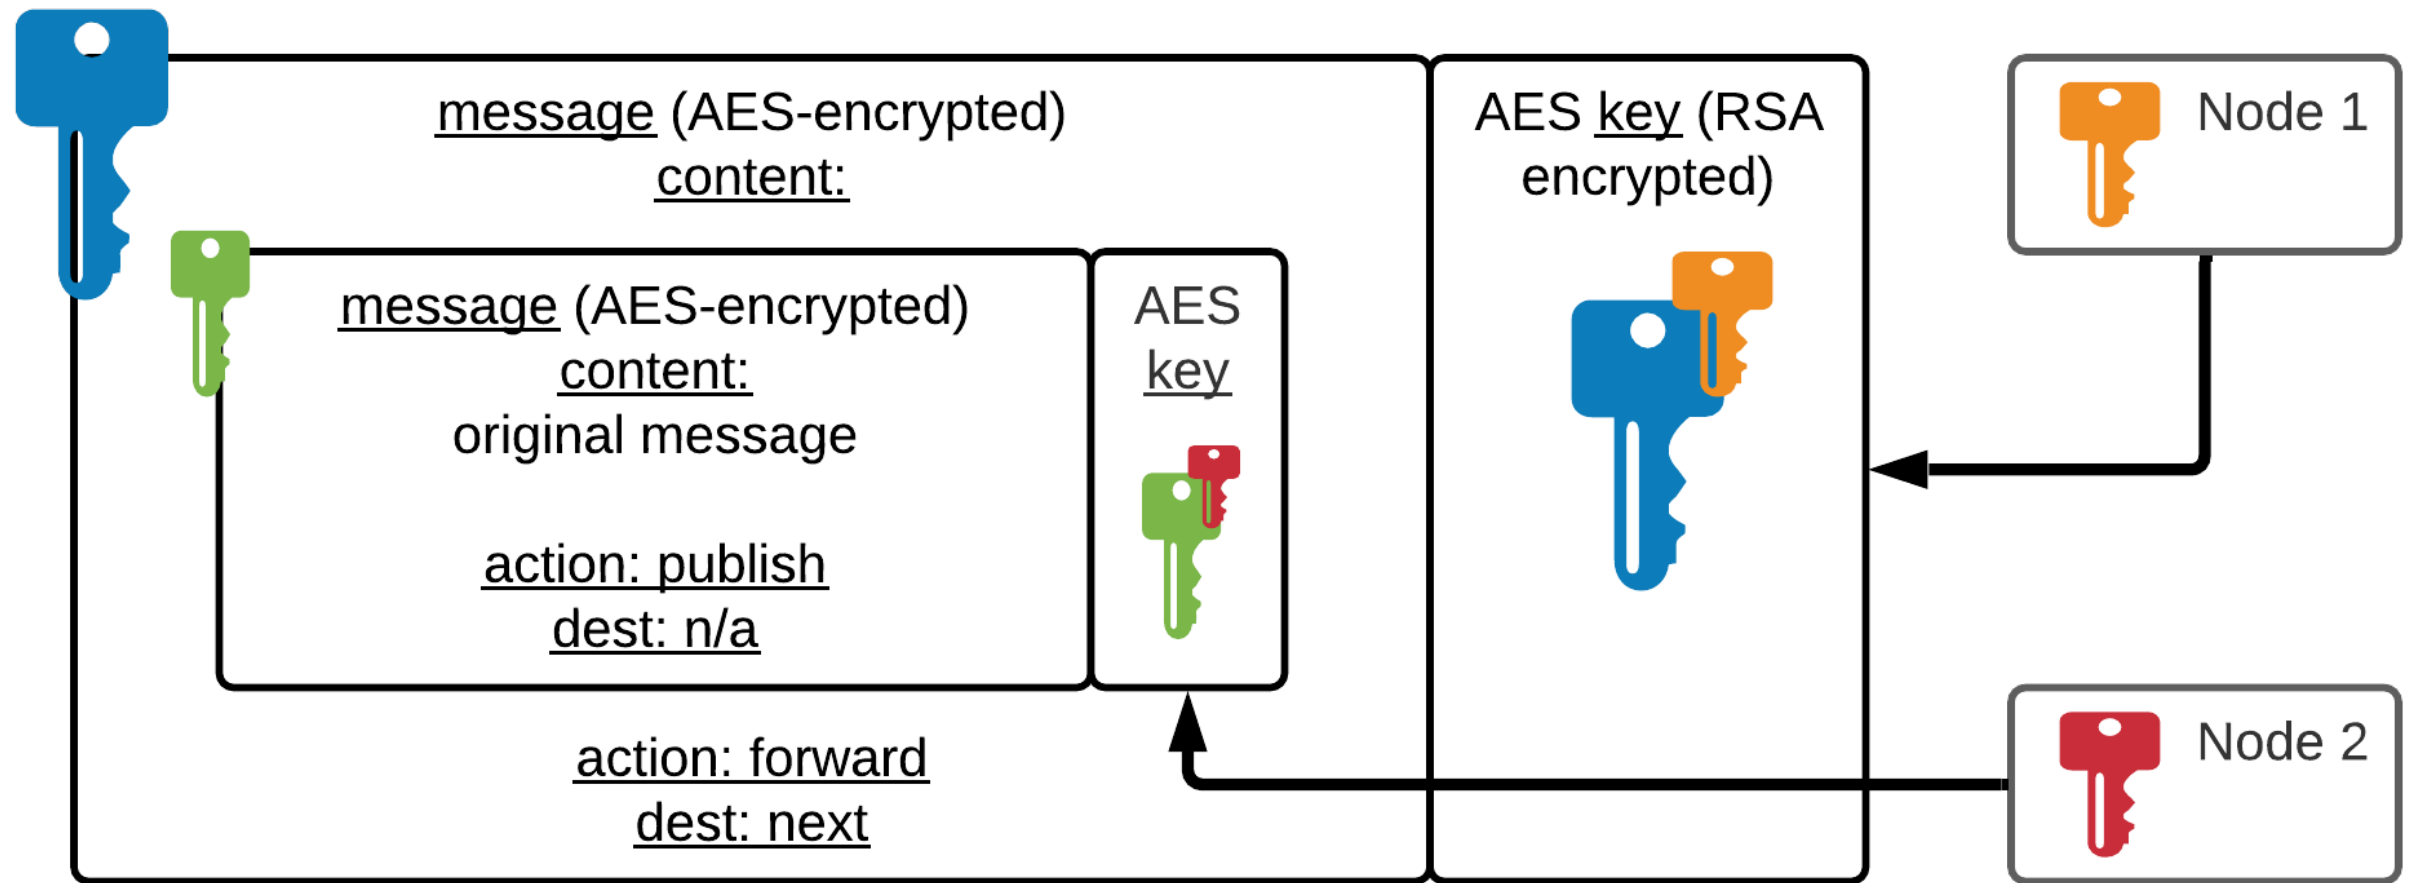 message (AES-encrypted)
content:
message (AES-encrypted)
content:
original message
action: publish
dest: n/a
AES
key
action: forward
dest: next
AES key (RSA
encrypted)
Node 1
Node 2